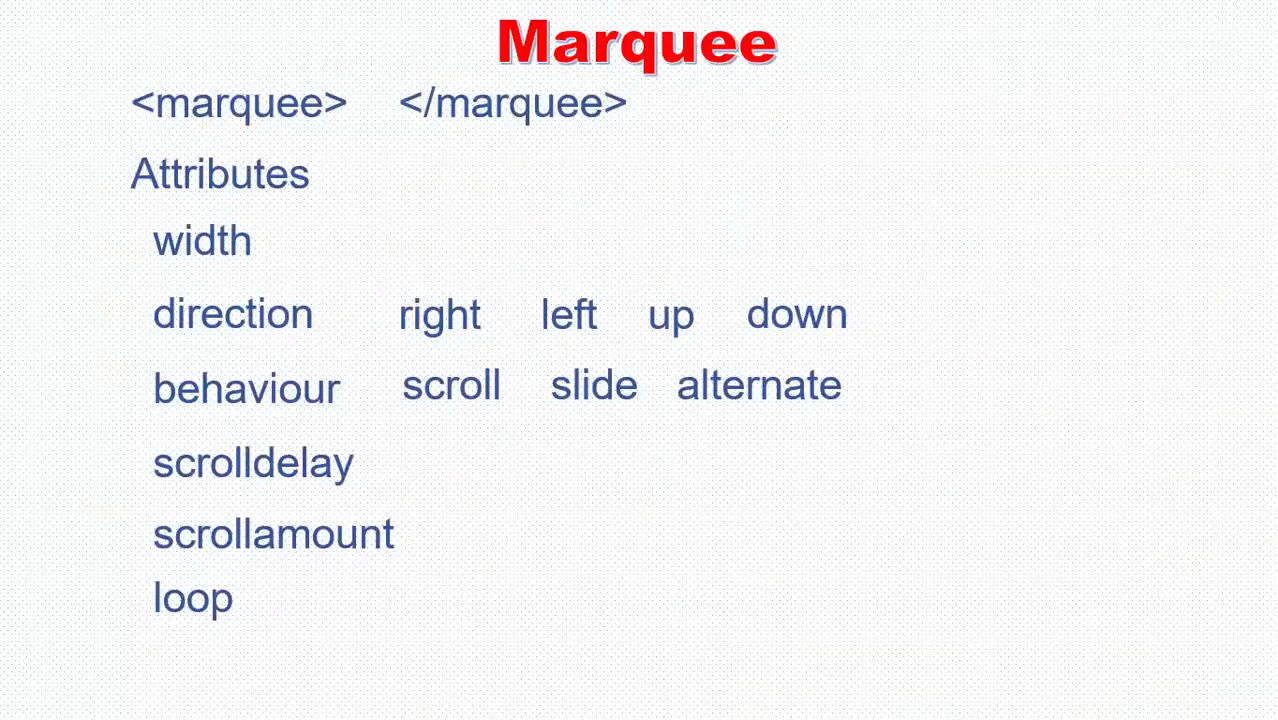 Marquee
<marquee> </marquee>
Attributes
width
direction right left up down
behaviour scroll slide alternate
scrolldelay
scrollamount
loop